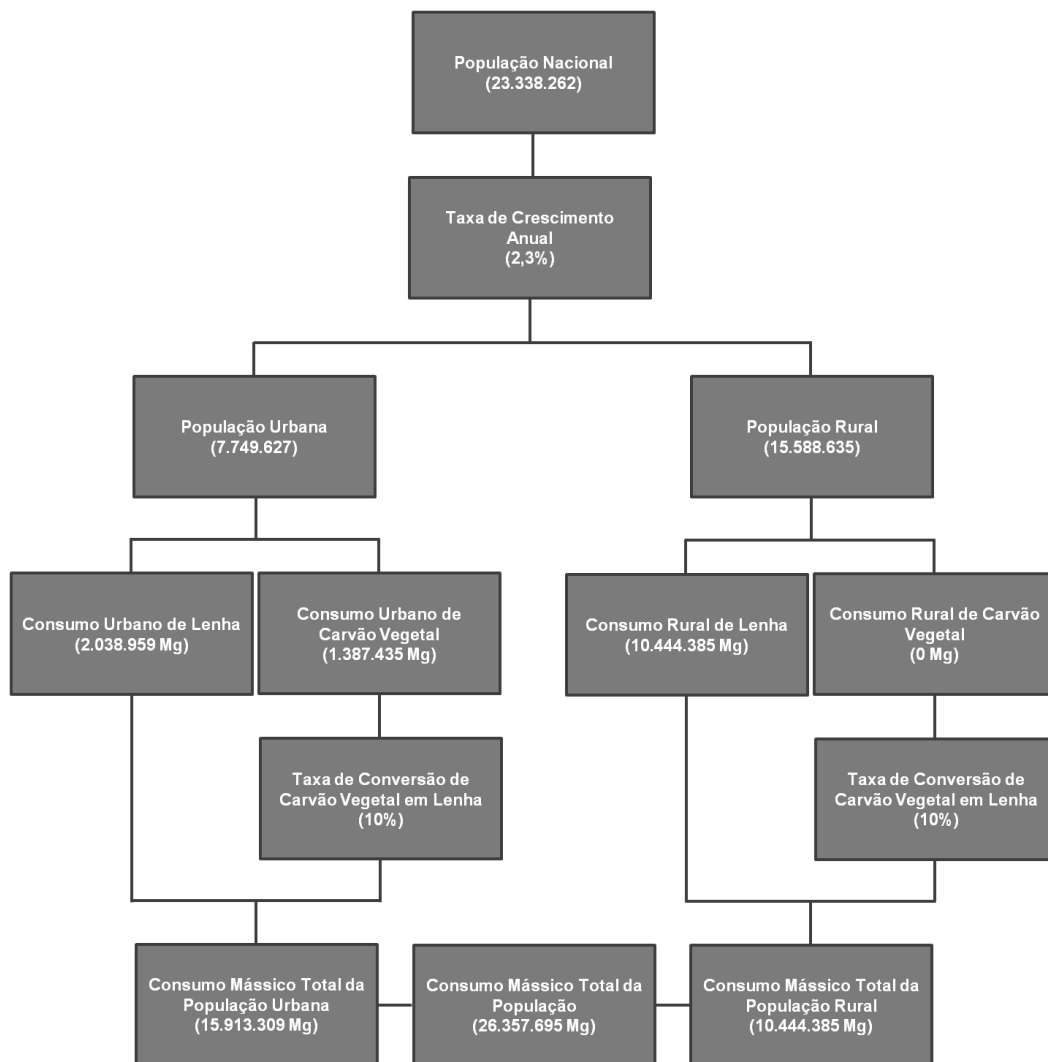 População Nacional
(23.338.262)
Taxa de Crescimento
Anual
(2,3%)
População Urbana
(7.749.627)
População Rural
(15.588.635)
Consumo Urbano de Lenha
(2.038.959 Mg)
Consumo Urbano de
Carvão Vegetal
(1.387.435 Mg)
Consumo Rural de Lenha
(10.444.385 Mg)
Consumo Rural de Carvão
Vegetal
(0 Mg)
Taxa de Conversão de
Carvão Vegetal em Lenha
(10%)
Taxa de Conversão de
Carvão Vegetal em Lenha
(10%)
Consumo Mássico Total da
População Urbana
(15.913.309 Mg)
Consumo Mássico Total da
População
(26.357.695 Mg)
Consumo Mássico Total da
População Rural
(10.444.385 Mg)